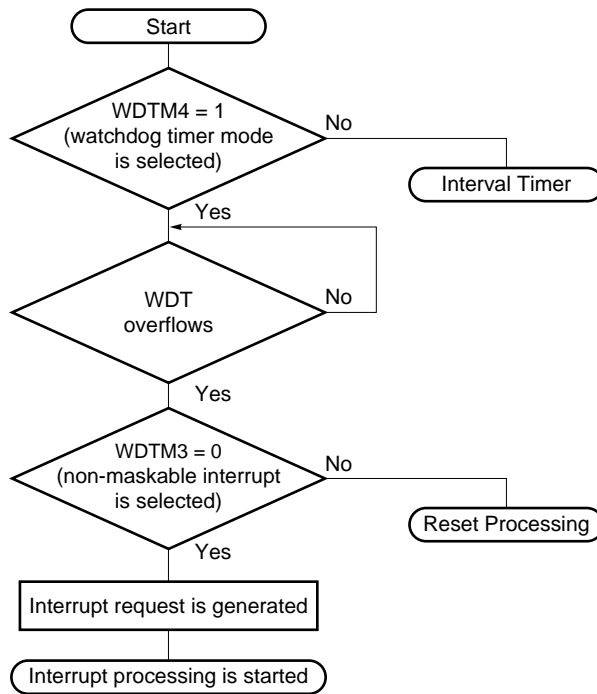 Start
WDTM4 = 1
(watchdog timer mode
is selected)
No
Interval Timer
Yes
WDT
overflows
No
Yes
WDTM3 = 0
(non-maskable interrupt
is selected)
No
Reset Processing
Yes
Interrupt request is generated
Interrupt processing is started